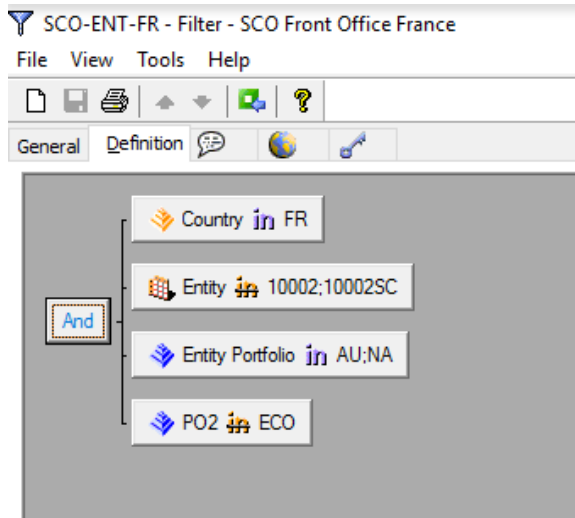 SCO-ENT-FR - Filter - SCO Front Office France
File View Tools Help
General Definition
Country in FR
Entity in 10002;10002SC
And
Entity Portfolio in AU;NA
PO2 in ECO